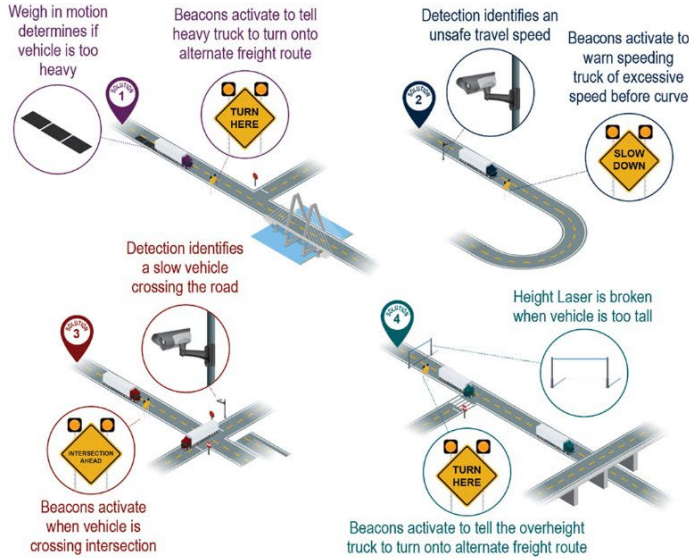 Weigh in motion
determines if
vehicle is too
heavy
Beacons activate to tell
heavy truck to turn onto
alternate freight route
SOLUTION
1
TURN
HERE
Detection identifies an
unsafe travel speed
Beacons activate to
warn speeding
truck of excessive
speed before curve
SOLUTION
2
SLOW
DOWN
Detection identifies
a slow vehicle
crossing the road
SOLUTION
3
INTERSECTION
AHEAD
Beacons activate
when vehicle is
crossing intersection
Height Laser is broken
when vehicle is too tall
SOLUTION
4
TURN
HERE
Beacons activate to tell the overheight
truck to turn onto alternate freight route